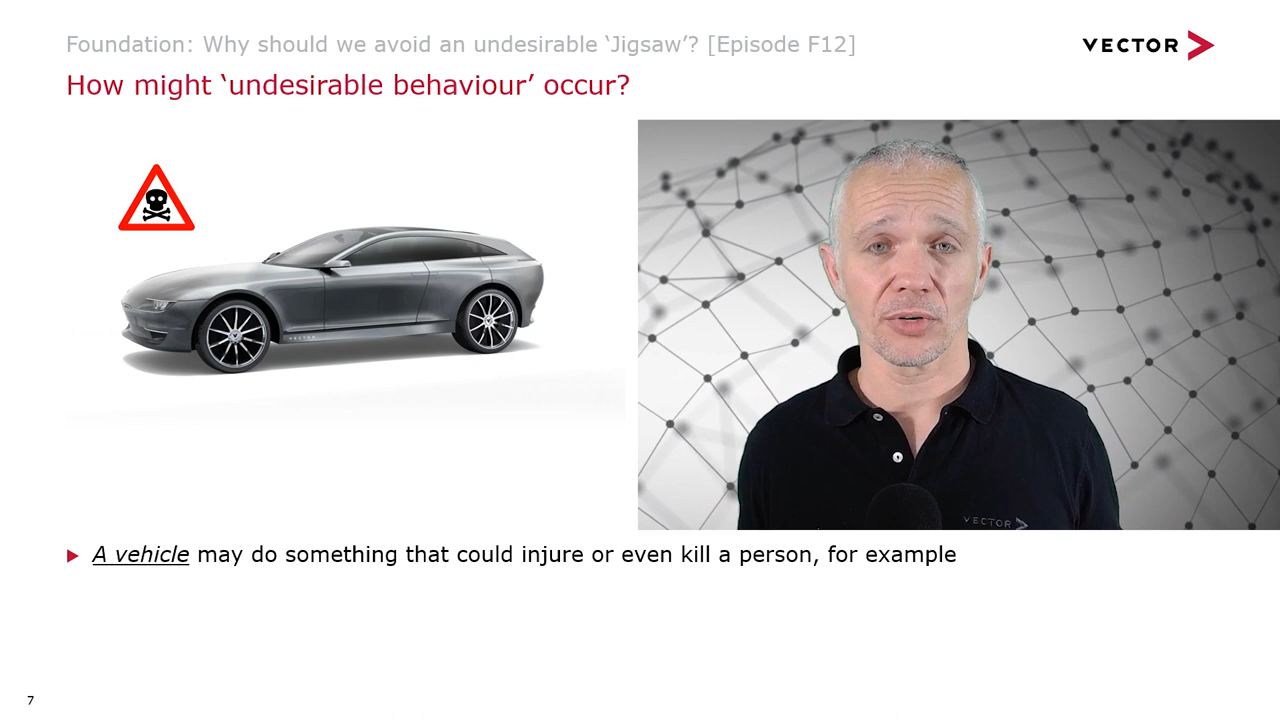 Foundation: Why should we avoid an undesirable ‘Jigsaw’? [Episode F12]
VECTOR
How might ‘undesirable behaviour’ occur?
VECTOR
VECTOR
A vehicle may do something that could injure or even kill a person, for example
7